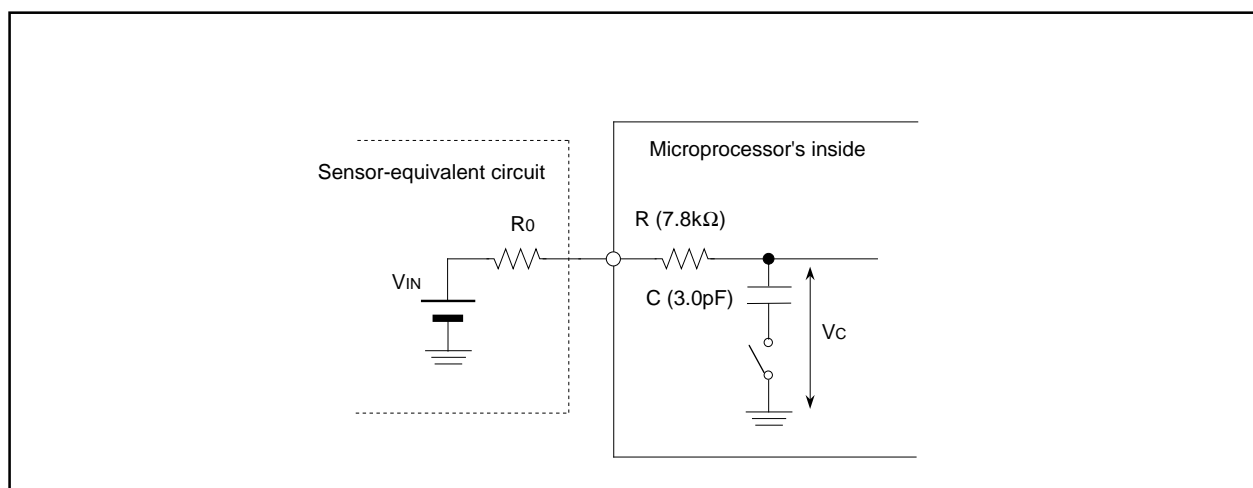 Sensor-equivalent circuit
Microprocessor's inside
R0
R (7.8kΩ)
VIN
C (3.0pF)
VC